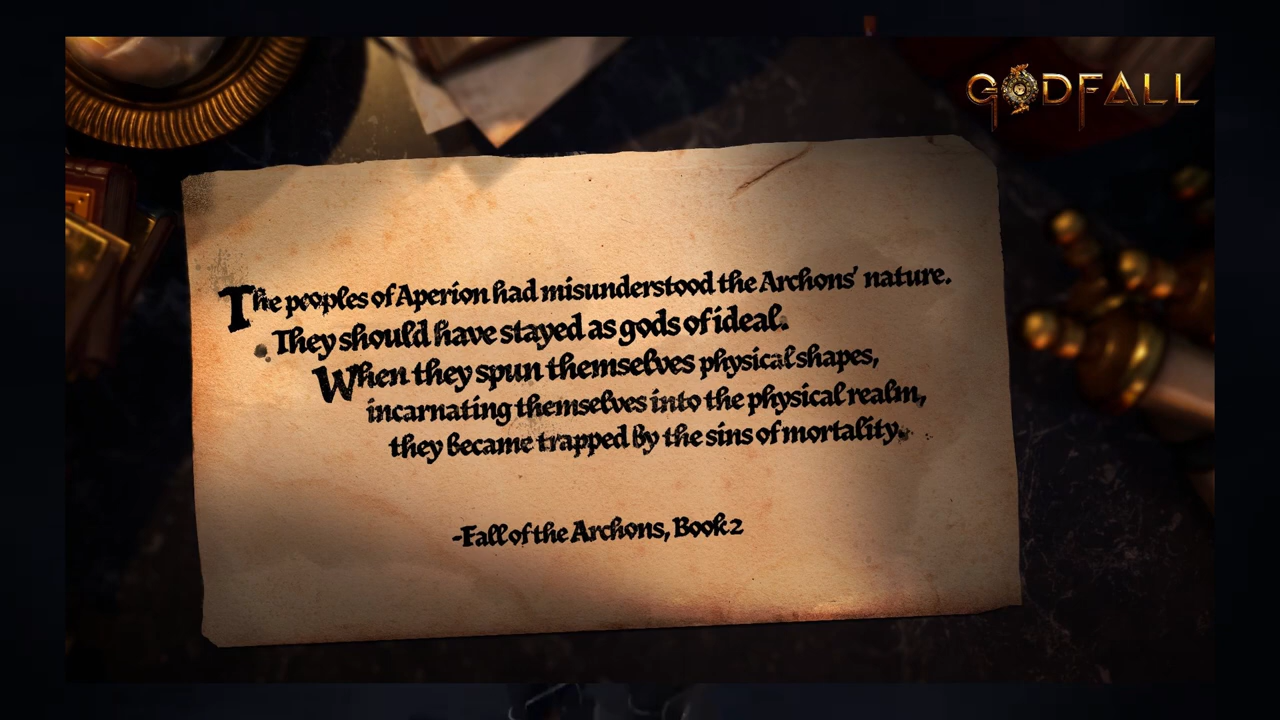 GODFALL
The peoples of Aperion had misunderstood the Archons' nature.
They should have stayed as gods of ideal.
When they spun themselves physical shapes,
incarnating themselves into the physical realm,
they became trapped by the sins of mortality.
-Fall of the Archons, Book 2